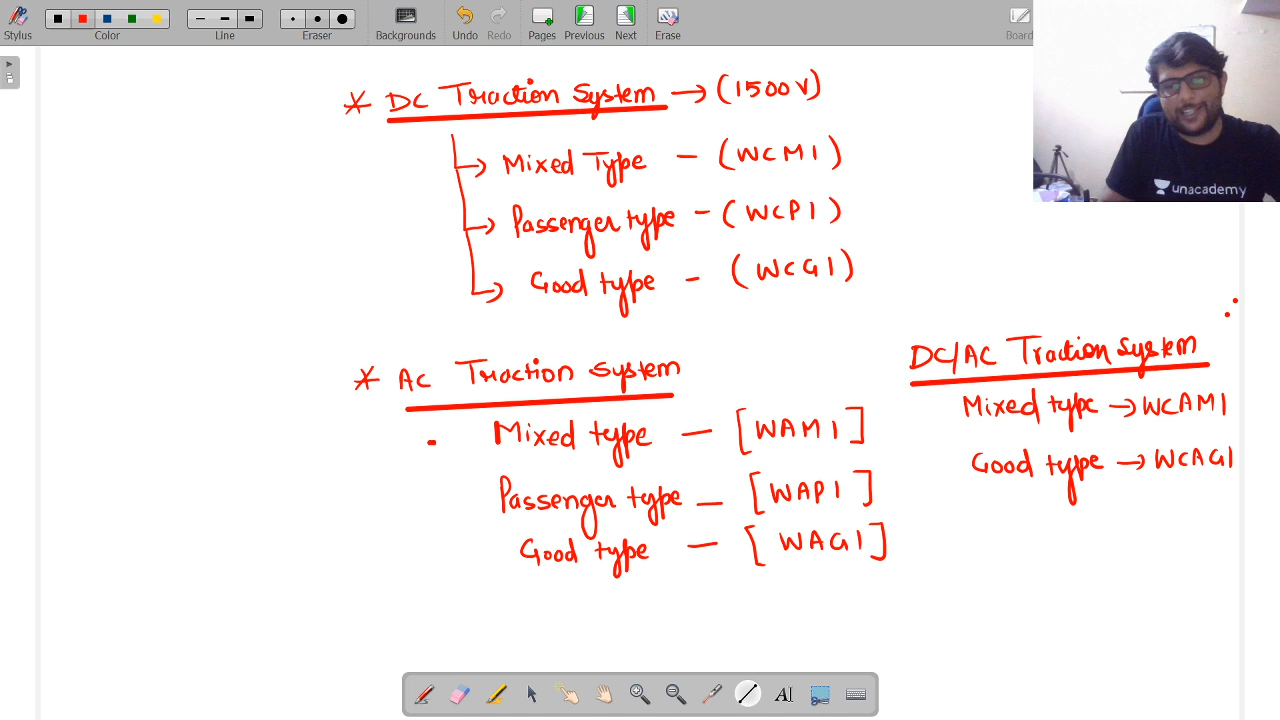 Stylus
Color
Line
Eraser
Backgrounds
Undo
Redo
Pages
Previous
Next
Erase
Board
unacademy
* DC Traction System → (1500V)
→ Mixed Type - (WCM1)
→ Passenger type - (WCP1)
→ Good type - (WCG1)
* AC Traction System
• Mixed type - [WAM1]
Passenger type - [WAP1]
Good type - [WAG1]
DC/AC Traction System
Mixed type → WCAM1
Good type → WCAG1
AI